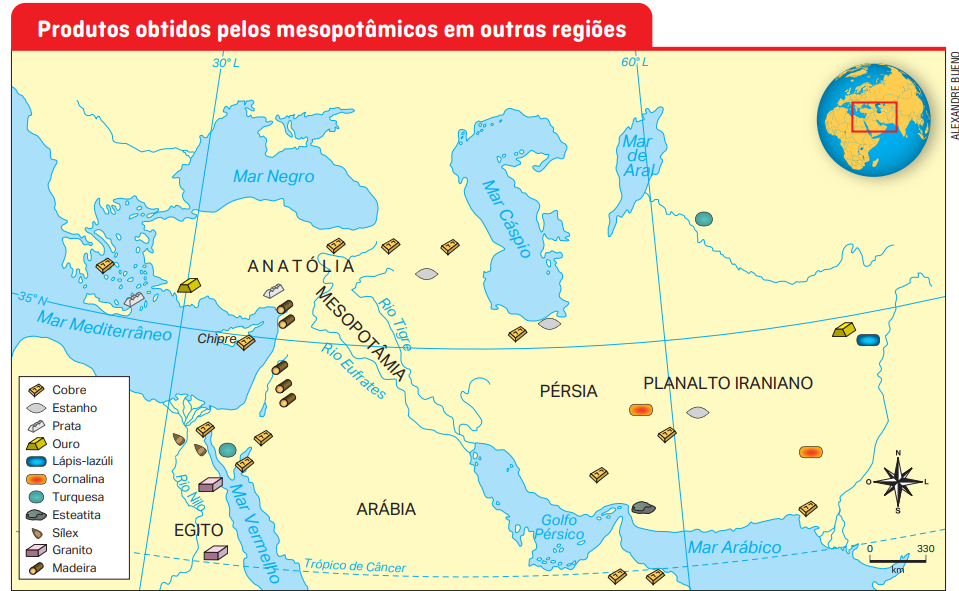 Produtos obtidos pelos mesopotâmicos em outras regiões
ALEXANDRE BUENO
30° L
60° L
Mar Negro
Mar Cáspio
Mar
de
Aral
ANATÓLIA
MESOPOTÂMIA
Rio Tigre
Rio Eufrates
35° N
Mar Mediterrâneo
Chipre
PÉRSIA
PLANALTO IRANIANO
Cobre
Estanho
Prata
Ouro
Lápis-lazúli
Cornalina
Turquesa
Esteatita
Sílex
Granito
Madeira
Rio Nilo
EGITO
Mar Vermelho
ARÁBIA
Golfo
Pérsico
Mar Arábico
Trópico de Câncer
N
O
L
S
0 330
km